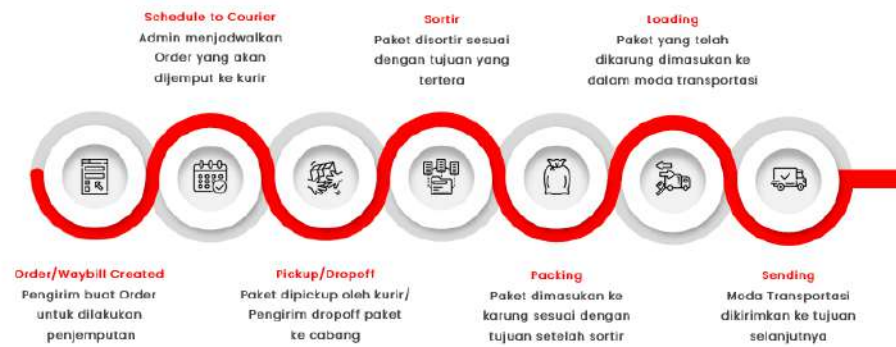 Schedule to Courier
Admin menjadwalkan
Order yang akan
dijemput ke kurir
Sortir
Paket disortir sesuai
dengan tujuan yang
tertera
Loading
Paket yang telah
dikarung dimasukan ke
dalam moda transportasi
Order/Waybill Created
Pengirim buat Order
untuk dilakukan
penjemputan
Pickup/Dropoff
Paket dipickup oleh kurir/
Pengirim dropoff paket
ke cabang
Packing
Paket dimasukan ke
karung sesuai dengan
tujuan setelah sortir
Sending
Moda Transportasi
dikirimkan ke tujuan
selanjutnya